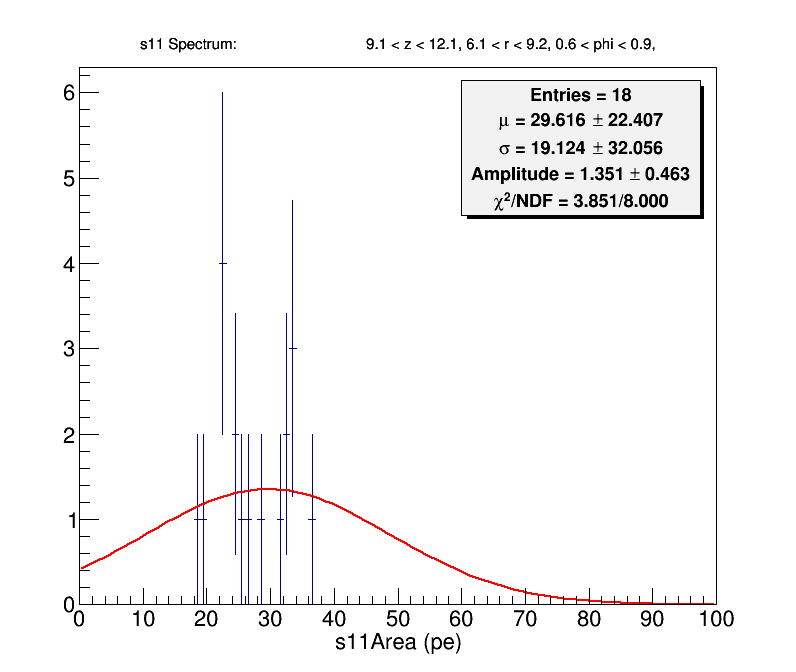 s11 Spectrum: 9.1 < z < 12.1, 6.1 < r < 9.2, 0.6 < phi < 0.9,
Entries = 18
μ = 29.616 ± 22.407
σ = 19.124 ± 32.056
Amplitude = 1.351 ± 0.463
χ²/NDF = 3.851/8.000
6
5
4
3
2
1
0
0 10 20 30 40 50 60 70 80 90 100
s11Area (pe)